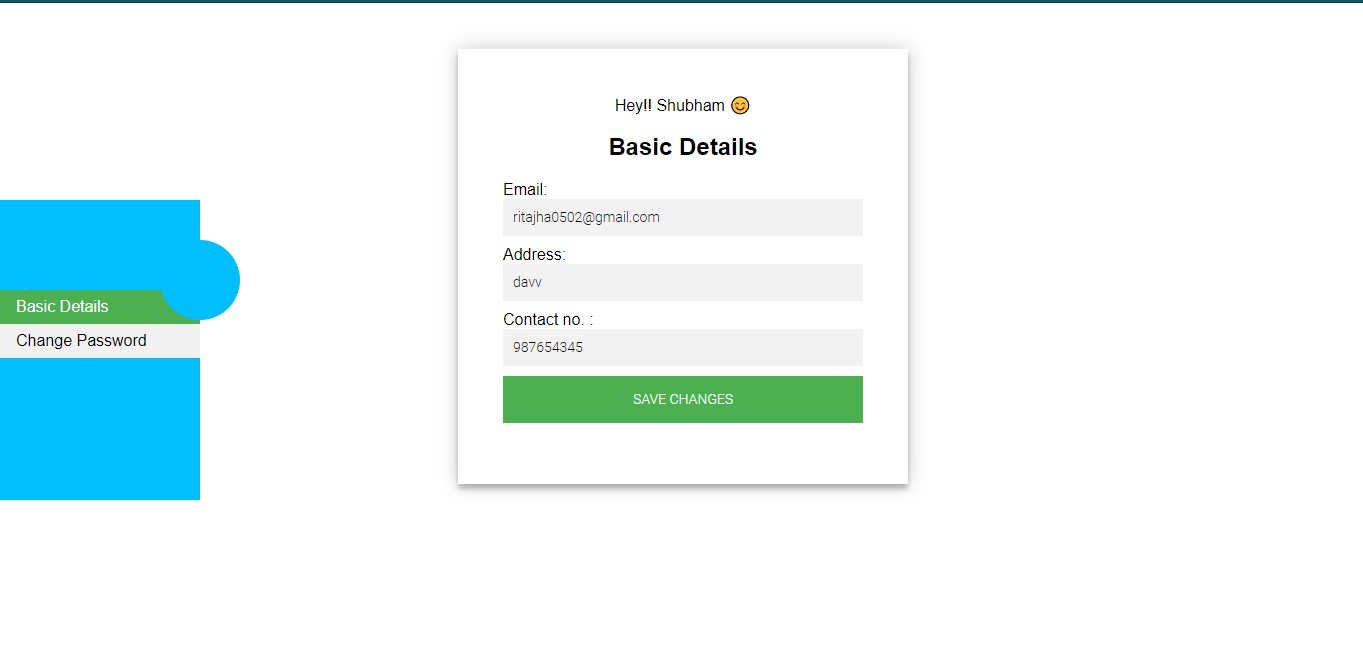 Hey!! Shubham 😊
Basic Details
Email:
ritajha0502@gmail.com
Address:
davv
Contact no. :
987654345
SAVE CHANGES
Basic Details
Change Password